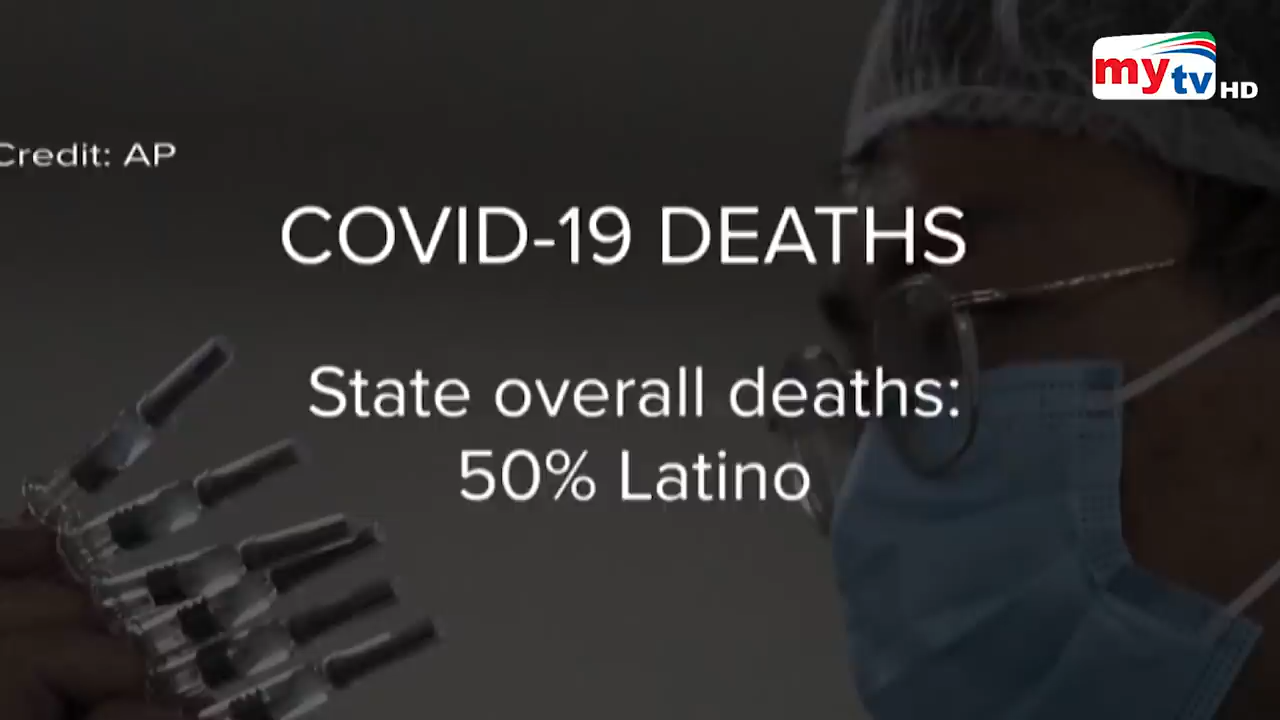 mytv HD
Credit: AP
COVID-19 DEATHS
State overall deaths:
50% Latino